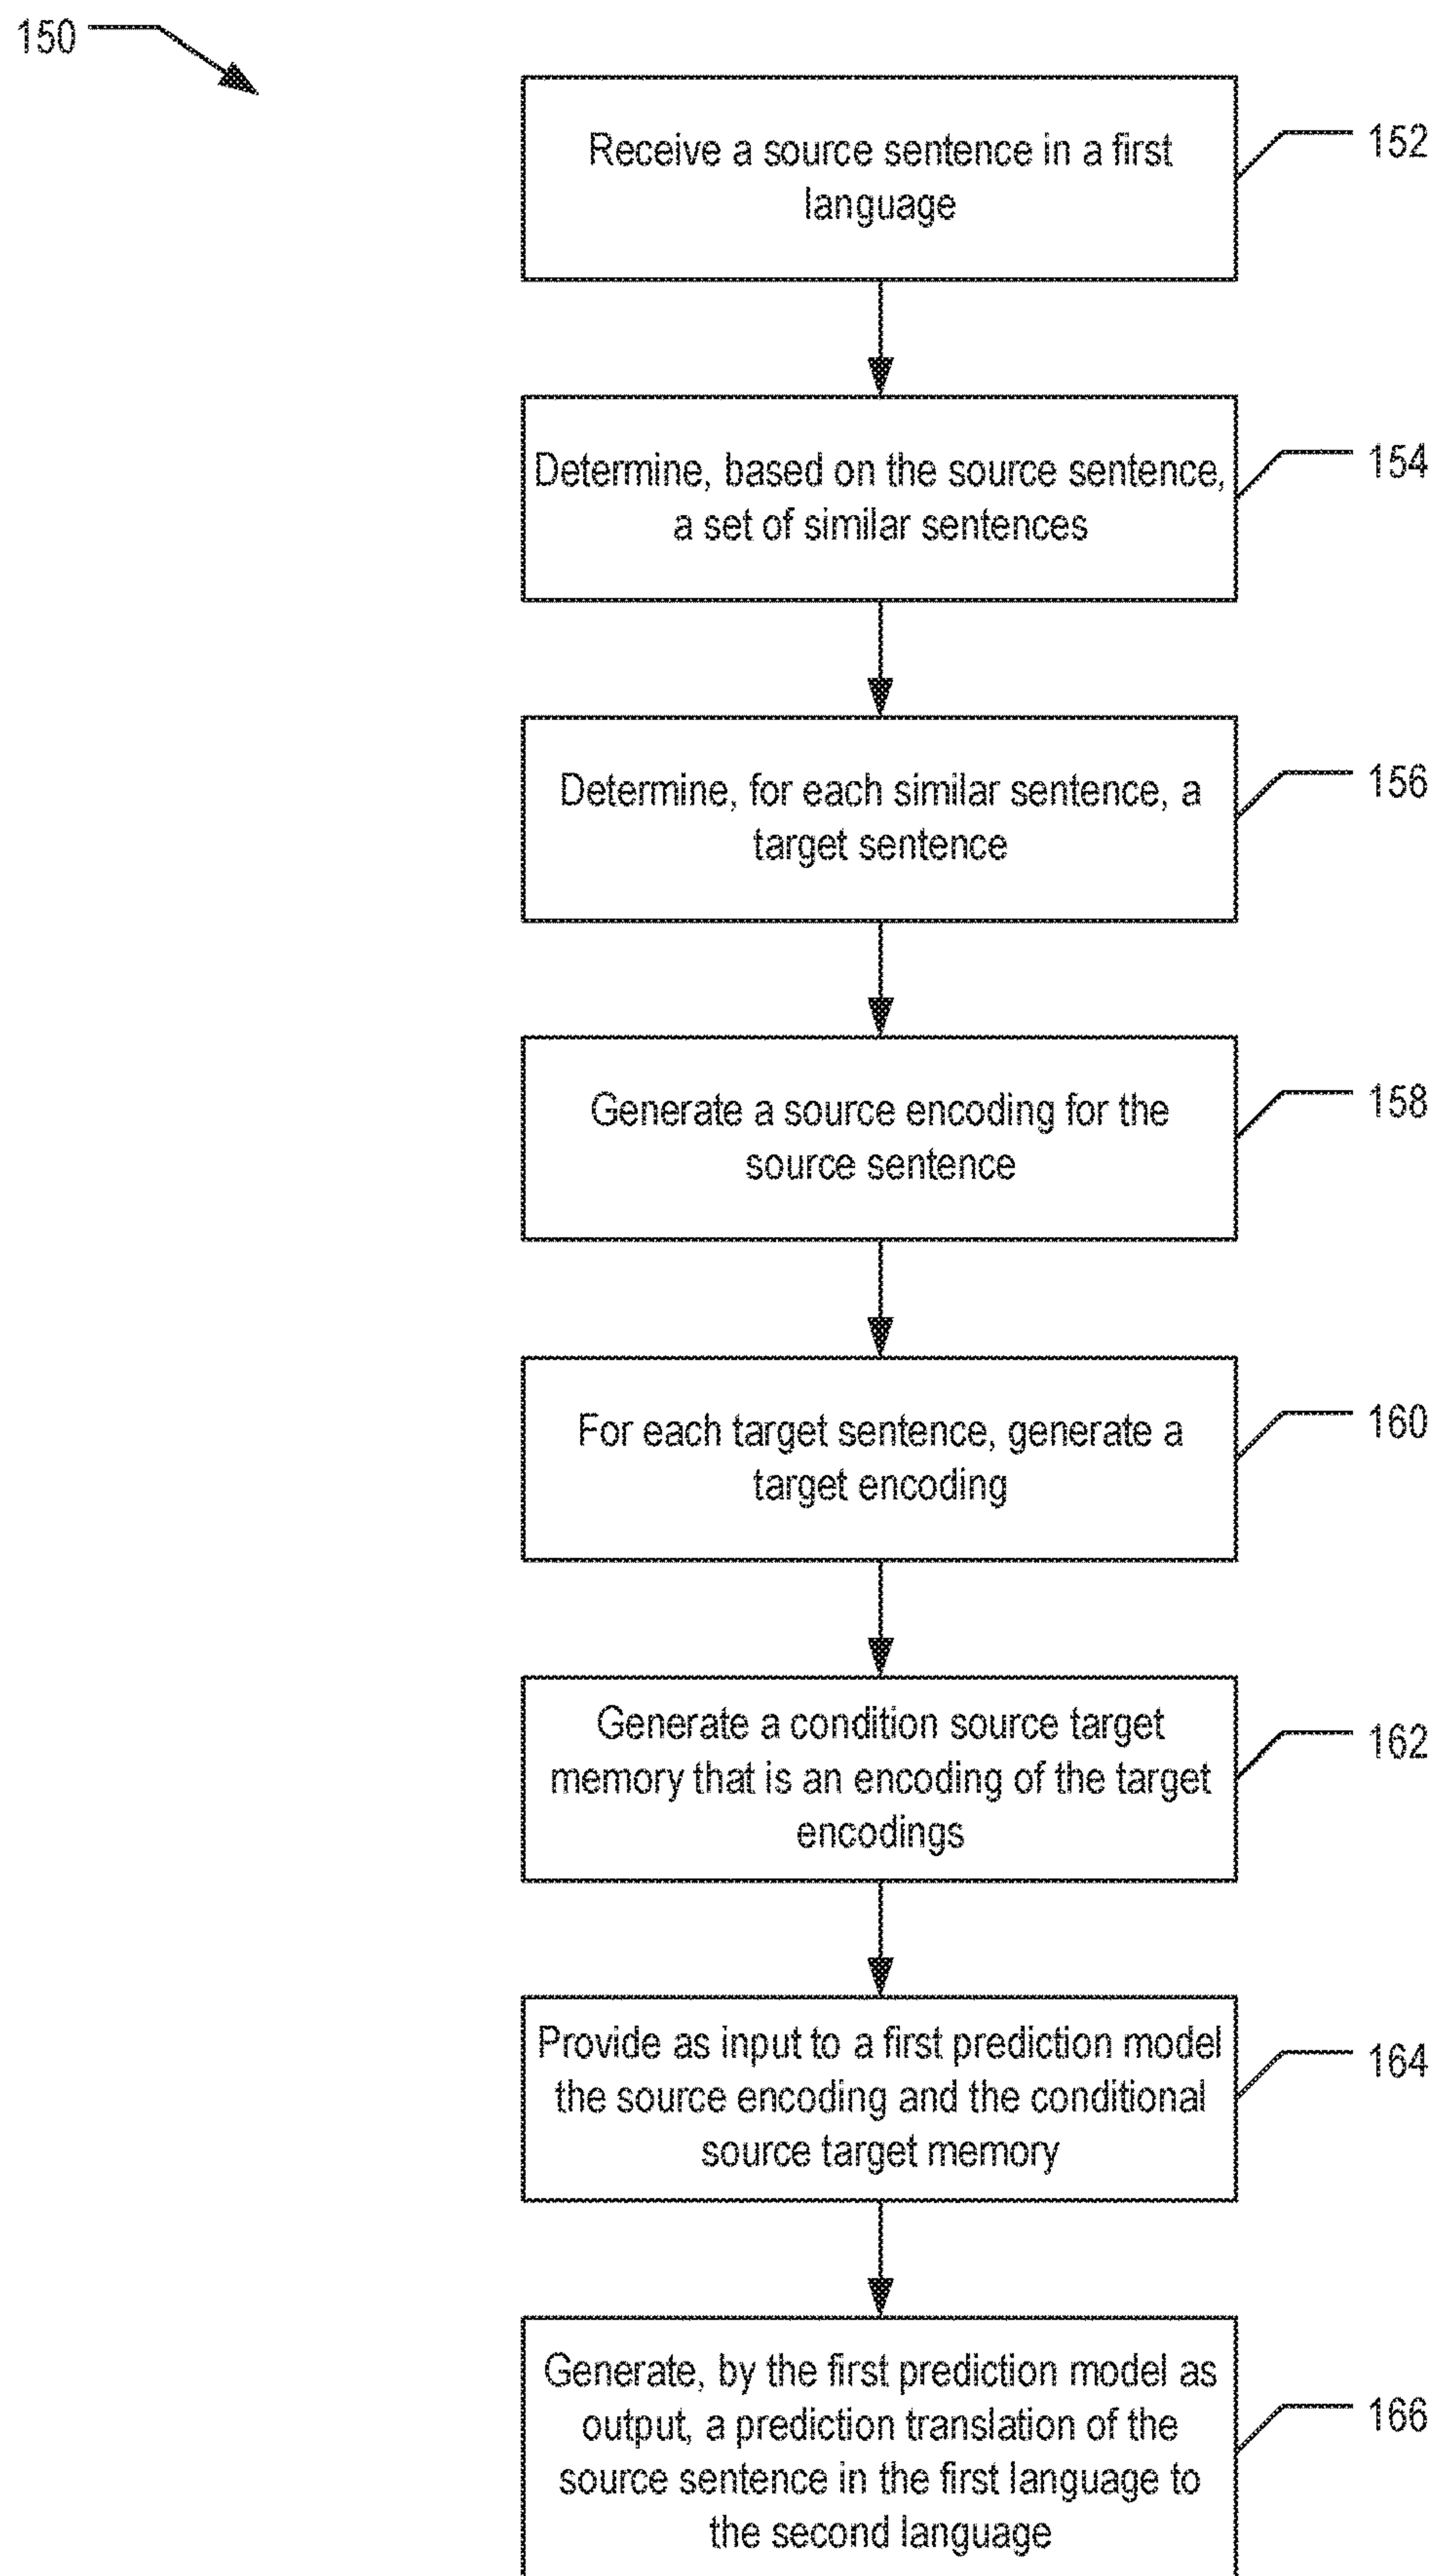 150
Receive a source sentence in a first
language
152
Determine, based on the source sentence,
a set of similar sentences
154
Determine, for each similar sentence, a
target sentence
156
Generate a source encoding for the
source sentence
158
For each target sentence, generate a
target encoding
160
Generate a condition source target
memory that is an encoding of the target
encodings
162
Provide as input to a first prediction model
the source encoding and the conditional
source target memory
164
Generate, by the first prediction model as
output, a prediction translation of the
source sentence in the first language to
the second language
166